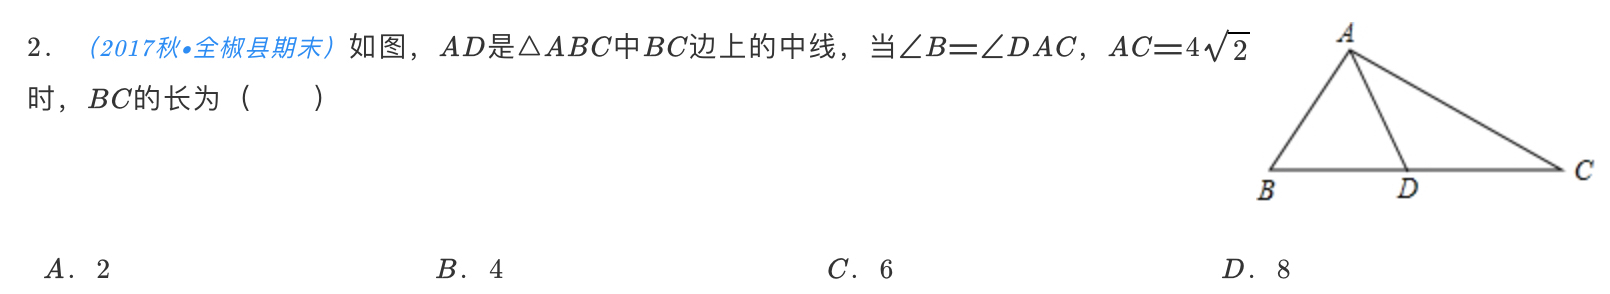 2. （2017秋•全椒县期末）如图，AD是△ABC中BC边上的中线，当∠B=∠DAC，AC=4√2
时，BC的长为（　　）
A
B
D
C
A. 2　B. 4　C. 6　D. 8